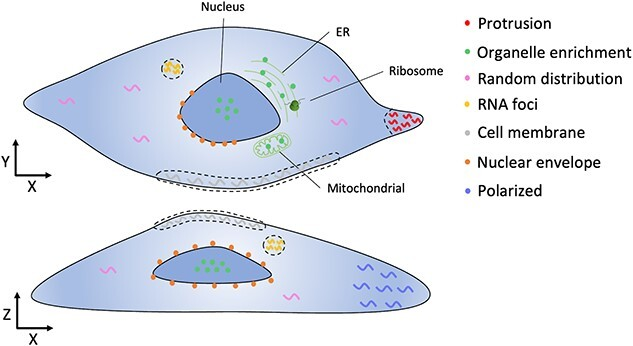 Nucleus
ER
Ribosome
Mitochondrial
Y
X
Z
X
Protrusion
Organelle enrichment
Random distribution
RNA foci
Cell membrane
Nuclear envelope
Polarized